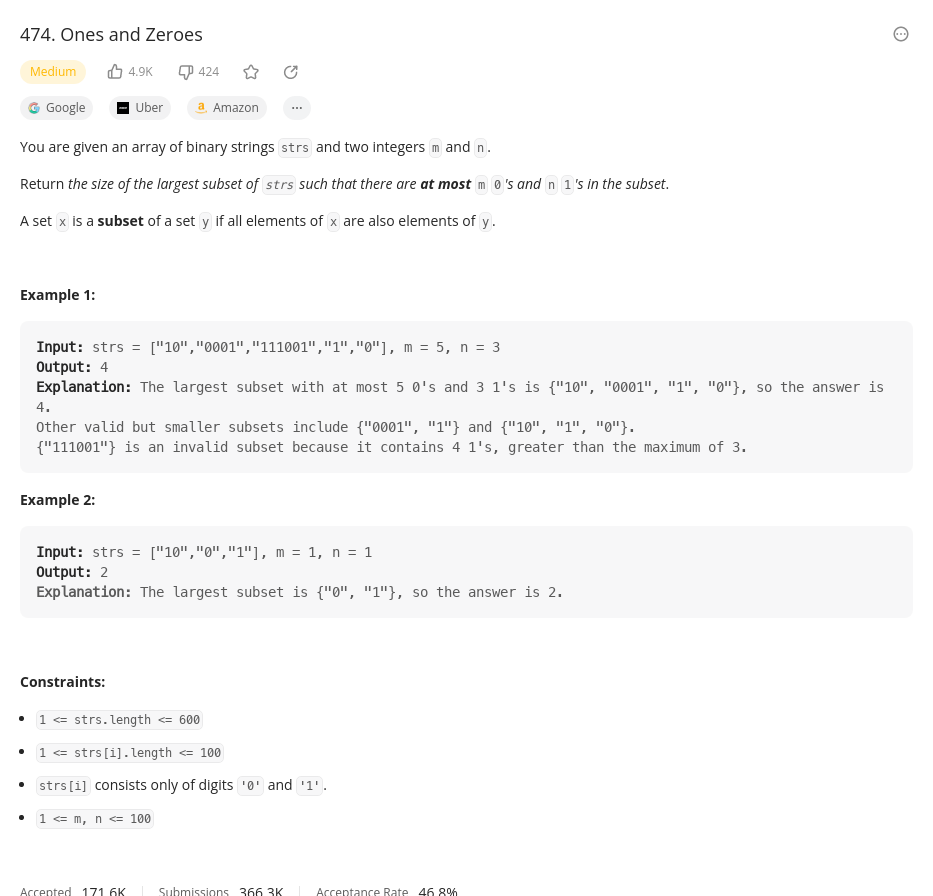 474. Ones and Zeroes
Medium 4.9K 424
Google Uber Amazon ...
You are given an array of binary strings strs and two integers m and n.
Return the size of the largest subset of strs such that there are at most m 0's and n 1's in the subset.
A set x is a subset of a set y if all elements of x are also elements of y.
Example 1:
Input: strs = ["10","0001","111001","1","0"], m = 5, n = 3
Output: 4
Explanation: The largest subset with at most 5 0's and 3 1's is {"10", "0001", "1", "0"}, so the answer is
4.
Other valid but smaller subsets include {"0001", "1"} and {"10", "1", "0"}.
{"111001"} is an invalid subset because it contains 4 1's, greater than the maximum of 3.
Example 2:
Input: strs = ["10","0","1"], m = 1, n = 1
Output: 2
Explanation: The largest subset is {"0", "1"}, so the answer is 2.
Constraints:
• 1 <= strs.length <= 600
• 1 <= strs[i].length <= 100
• strs[i] consists only of digits '0' and '1'.
• 1 <= m, n <= 100
Accepted 171.6K Submissions 366.3K Acceptance Rate 46.8%